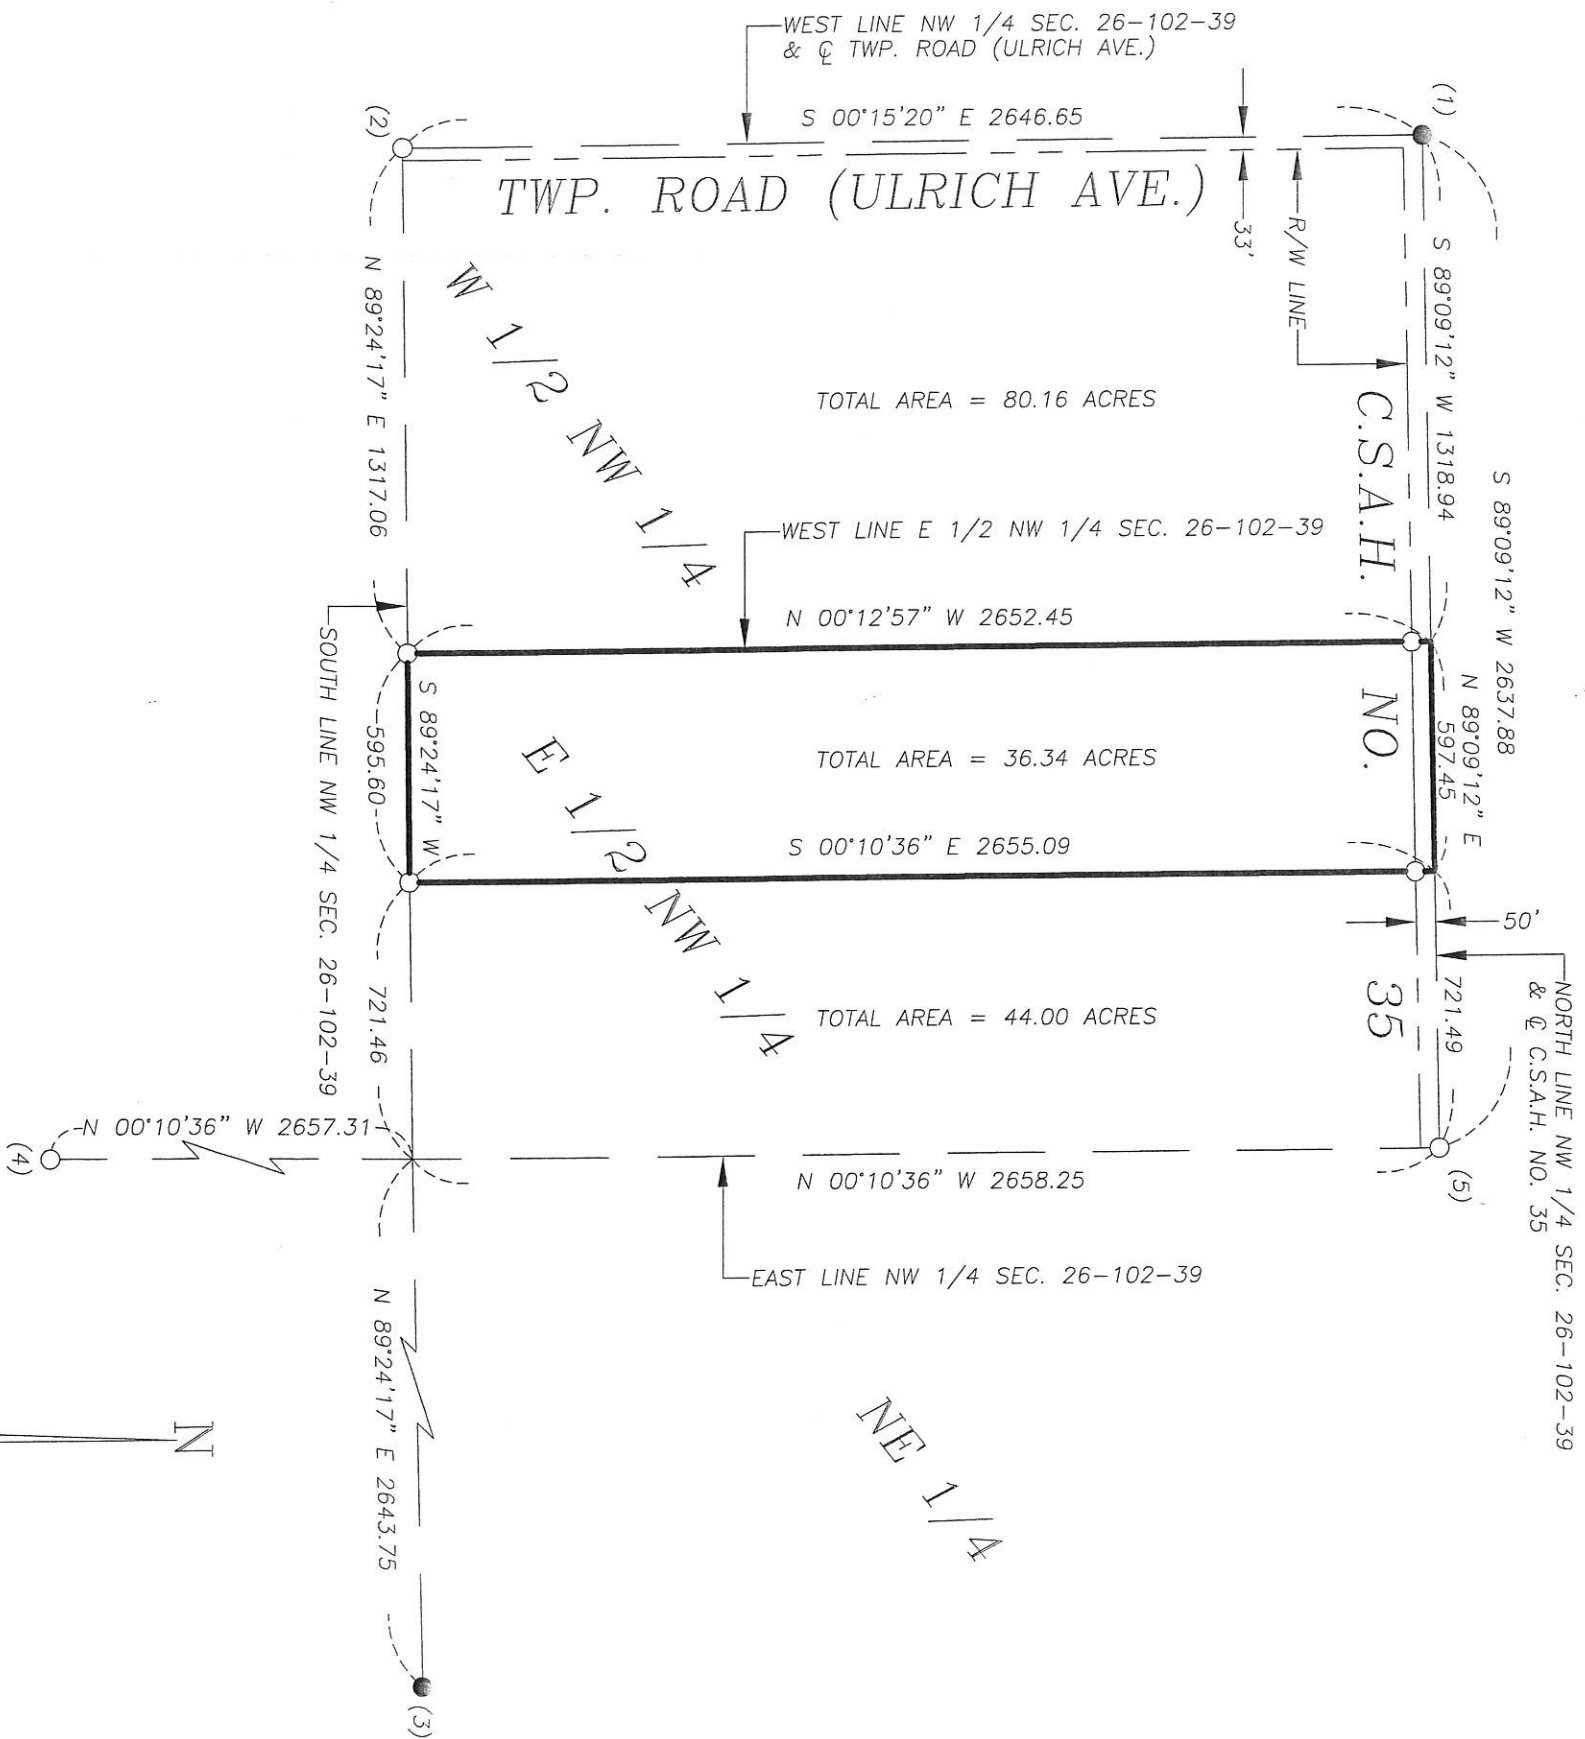 WEST LINE NW 1/4 SEC. 26-102-39
& ℄ TWP. ROAD (ULRICH AVE.)
S 00°15'20" E 2646.65
(1)
(2)
TWP. ROAD (ULRICH AVE.)
33'
R/W LINE
S 89°09'12" W 1318.94
S 89°09'12" W 2637.88
N 89°24'17" E 1317.06
W 1/2 NW 1/4
TOTAL AREA = 80.16 ACRES
C.S.A.H. NO. 35
WEST LINE E 1/2 NW 1/4 SEC. 26-102-39
N 00°12'57" W 2652.45
N 89°09'12" E
597.45
SOUTH LINE NW 1/4 SEC. 26-102-39
S 89°24'17" W
595.60
E 1/2 NW 1/4
TOTAL AREA = 36.34 ACRES
S 00°10'36" E 2655.09
50'
NORTH LINE NW 1/4 SEC. 26-102-39
& ℄ C.S.A.H. NO. 35
721.49
721.46
TOTAL AREA = 44.00 ACRES
N 00°10'36" W 2657.31
(4)
N 00°10'36" W 2658.25
(5)
EAST LINE NW 1/4 SEC. 26-102-39
N 89°24'17" E 2643.75
NE 1/4
N
(3)